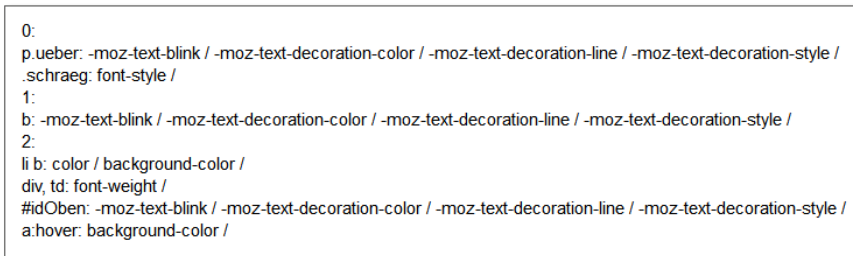 0:
p.ueber: -moz-text-blink / -moz-text-decoration-color / -moz-text-decoration-line / -moz-text-decoration-style /
.schraeg: font-style /
1:
b: -moz-text-blink / -moz-text-decoration-color / -moz-text-decoration-line / -moz-text-decoration-style /
2:
li b: color / background-color /
div, td: font-weight /
#idOben: -moz-text-blink / -moz-text-decoration-color / -moz-text-decoration-line / -moz-text-decoration-style /
a:hover: background-color /